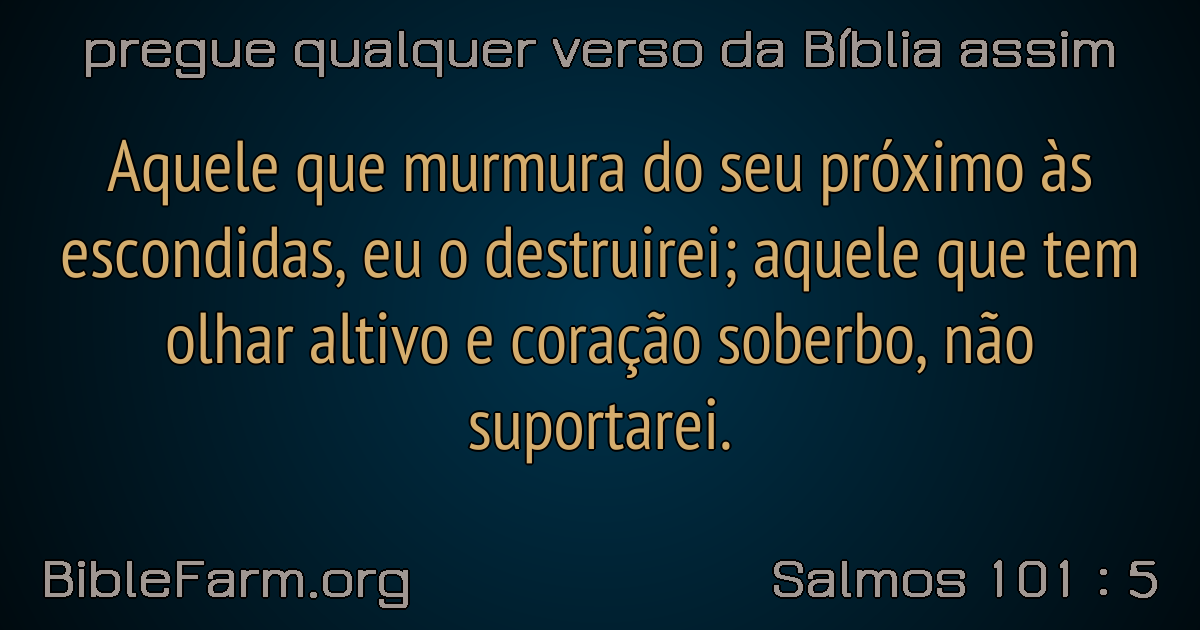 pregue qualquer verso da Bíblia assim
Aquele que murmura do seu próximo às
escondidas, eu o destruirei; aquele que tem
olhar altivo e coração soberbo, não
suportarei.
BibleFarm.org
Salmos 101 : 5